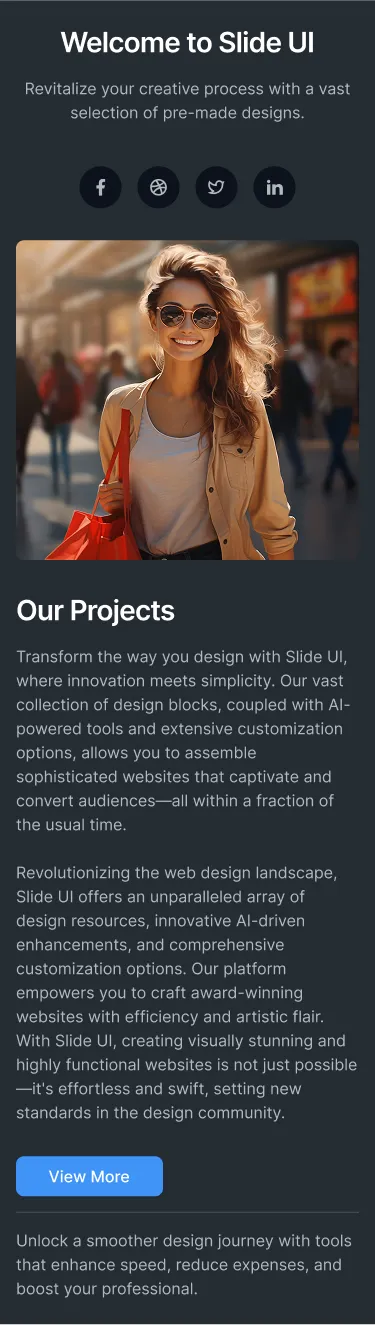 Welcome to Slide UI
Revitalize your creative process with a vast
selection of pre-made designs.
Our Projects
Transform the way you design with Slide UI,
where innovation meets simplicity. Our vast
collection of design blocks, coupled with AI-
powered tools and extensive customization
options, allows you to assemble
sophisticated websites that captivate and
convert audiences—all within a fraction of
the usual time.
Revolutionizing the web design landscape,
Slide UI offers an unparalleled array of
design resources, innovative AI-driven
enhancements, and comprehensive
customization options. Our platform
empowers you to craft award-winning
websites with efficiency and artistic flair.
With Slide UI, creating visually stunning and
highly functional websites is not just possible
—it's effortless and swift, setting new
standards in the design community.
View More
Unlock a smoother design journey with tools
that enhance speed, reduce expenses, and
boost your professional.